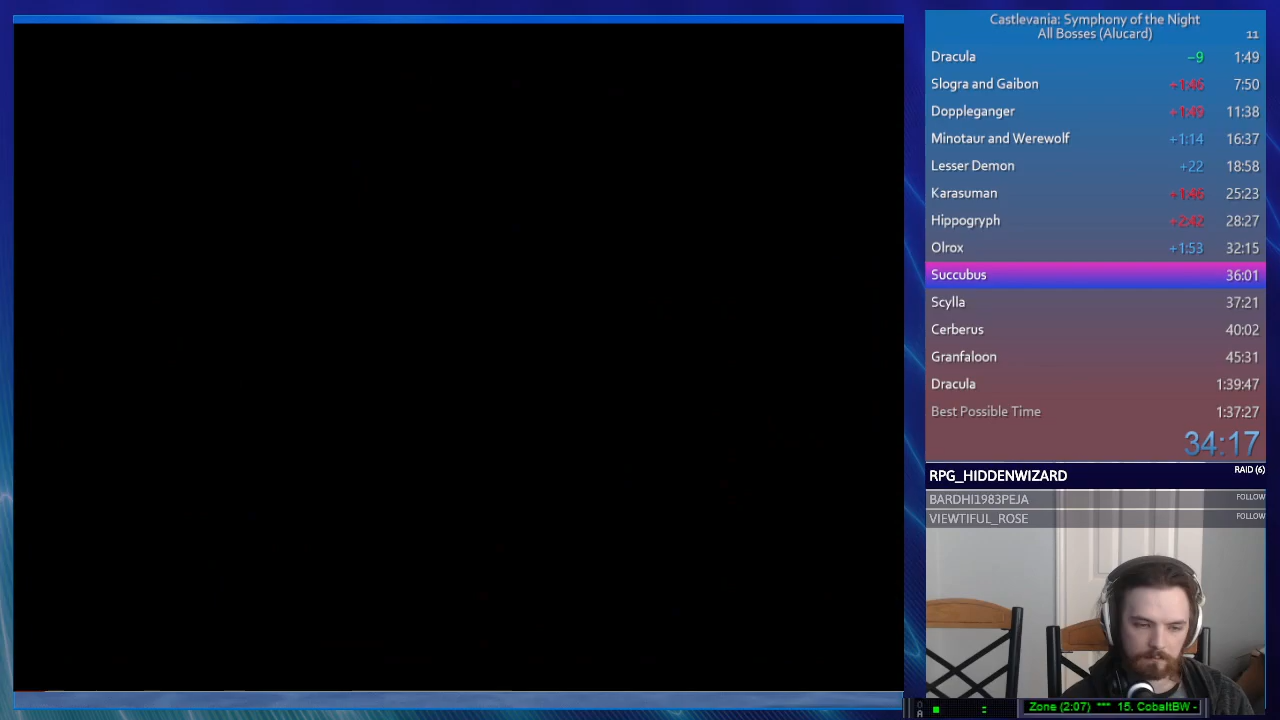 Castlevania: Symphony of the Night
All Bosses (Alucard) 11
Dracula −9 1:49
Slogra and Gaibon +1:46 7:50
Doppleganger +1:49 11:38
Minotaur and Werewolf +1:14 16:37
Lesser Demon +22 18:58
Karasuman +1:46 25:23
Hippogryph +2:42 28:27
Olrox +1:53 32:15
Succubus 36:01
Scylla 37:21
Cerberus 40:02
Granfaloon 45:31
Dracula 1:39:47
Best Possible Time 1:37:27
34:17
RPG_HIDDENWIZARD RAID (6)
BARDHI1983PEJA FOLLOW
VIEWTIFUL_ROSE FOLLOW
Zone (2:07) *** 15. CobaltBW -